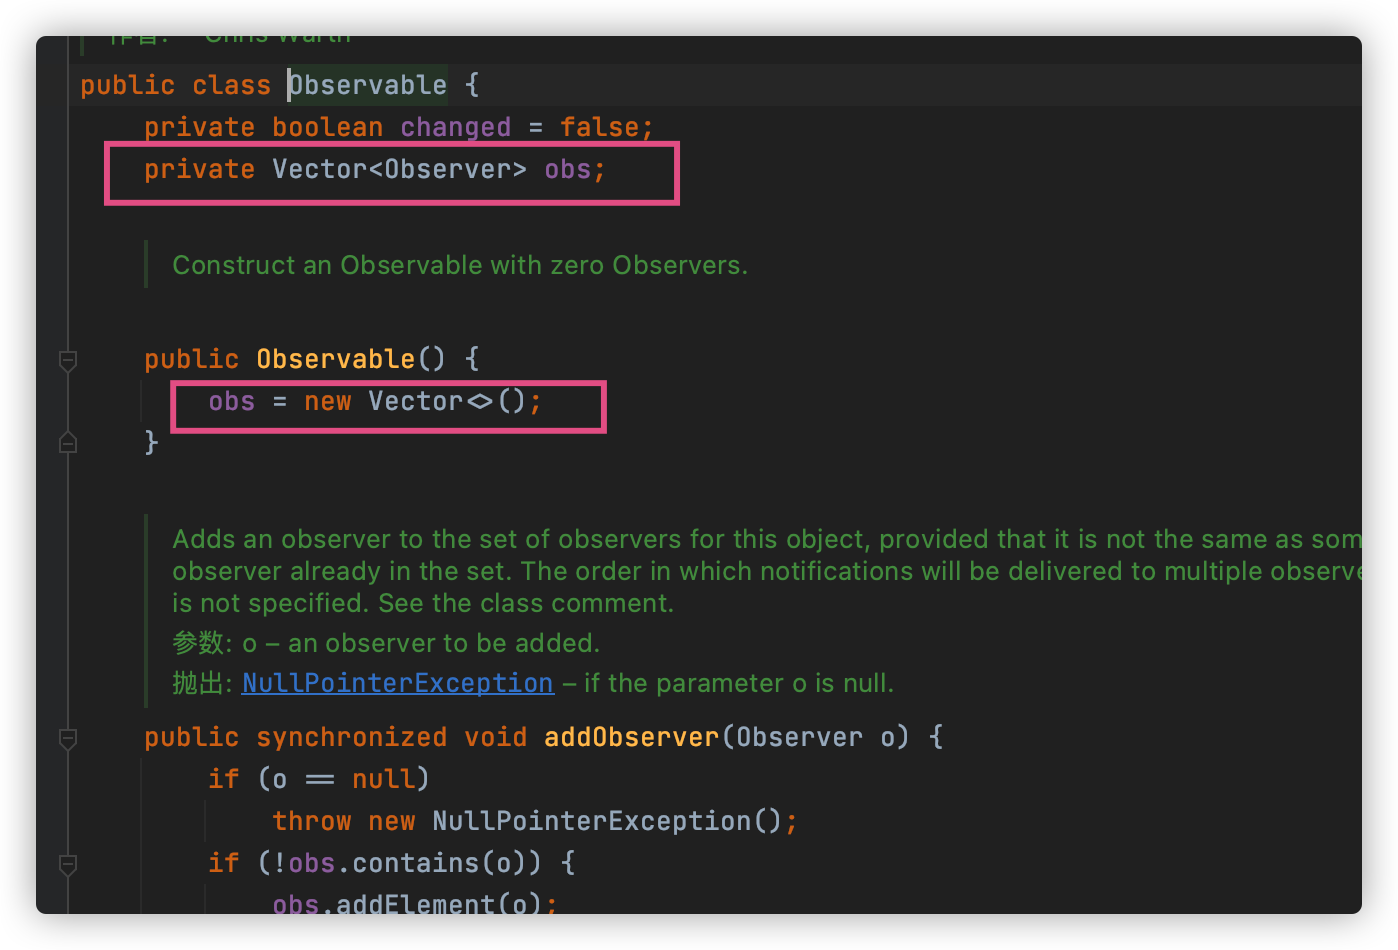 作者: Chris Warth
public class Observable {
private boolean changed = false;
private Vector<Observer> obs;
Construct an Observable with zero Observers.
public Observable() {
obs = new Vector<>();
}
Adds an observer to the set of observers for this object, provided that it is not the same as som
observer already in the set. The order in which notifications will be delivered to multiple observe
is not specified. See the class comment.
参数: o – an observer to be added.
抛出: NullPointerException – if the parameter o is null.
public synchronized void addObserver(Observer o) {
if (o == null)
throw new NullPointerException();
if (!obs.contains(o)) {
obs.addElement(o);